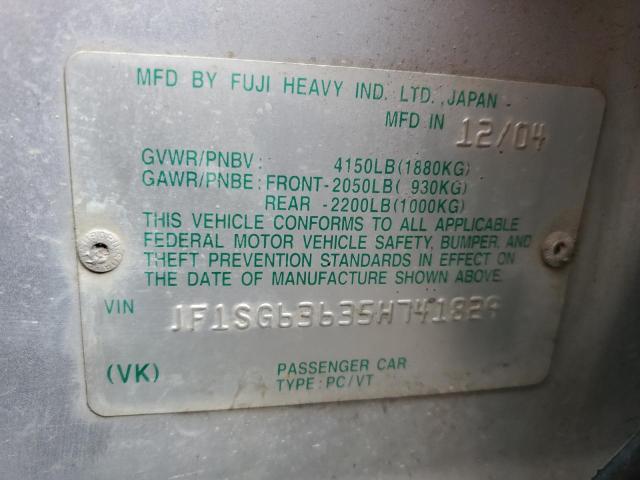 MFD BY FUJI HEAVY IND. LTD., JAPAN
MFD IN 12/04
GVWR/PNBV: 4150LB(1880KG)
GAWR/PNBE: FRONT-2050LB( 930KG)
REAR -2200LB(1000KG)
THIS VEHICLE CONFORMS TO ALL APPLICABLE
FEDERAL MOTOR VEHICLE SAFETY, BUMPER, AND
THEFT PREVENTION STANDARDS IN EFFECT ON
THE DATE OF MANUFACTURE SHOWN ABOVE.
VIN JF1SG63635H741829
(VK) PASSENGER CAR
TYPE: PC/VT